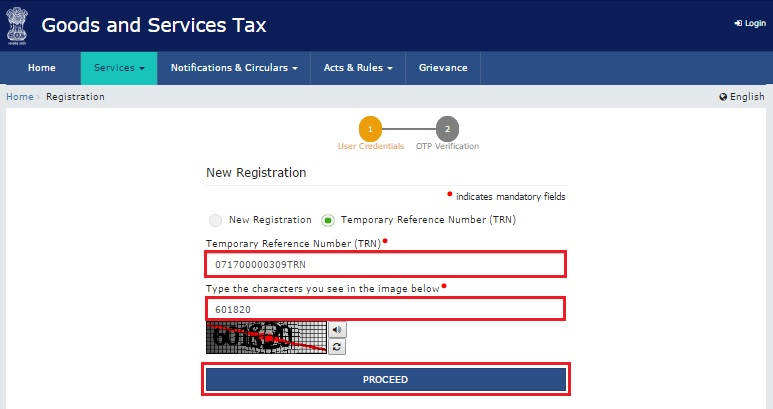 Goods and Services Tax
Login
Home Services Notifications & Circulars Acts & Rules Grievance
Home › Registration English
1 2
User Credentials OTP Verification
New Registration
• indicates mandatory fields
New Registration Temporary Reference Number (TRN)
Temporary Reference Number (TRN)•
071700000309TRN
Type the characters you see in the image below•
601820
PROCEED